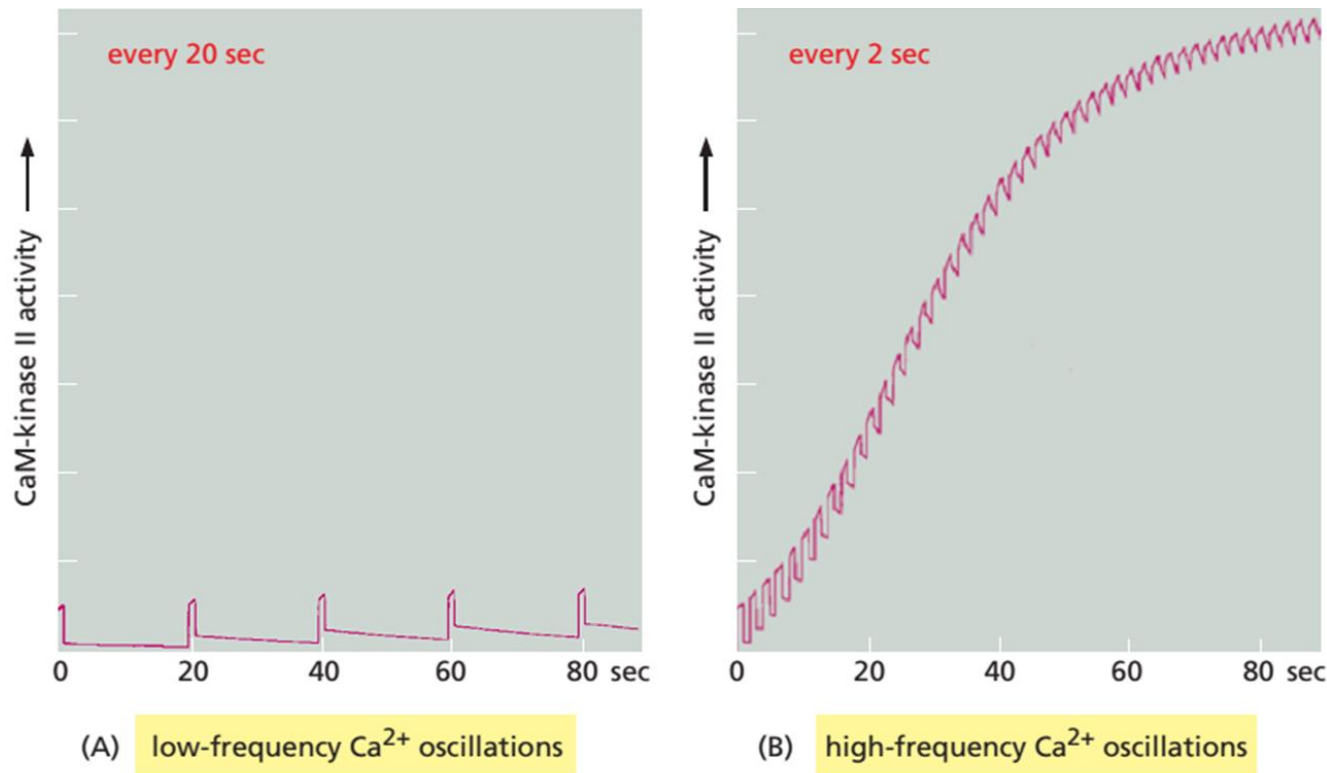 every 20 sec
CaM-kinase II activity
0 20 40 60 80 sec
(A) low-frequency Ca²⁺ oscillations
every 2 sec
CaM-kinase II activity
0 20 40 60 80 sec
(B) high-frequency Ca²⁺ oscillations